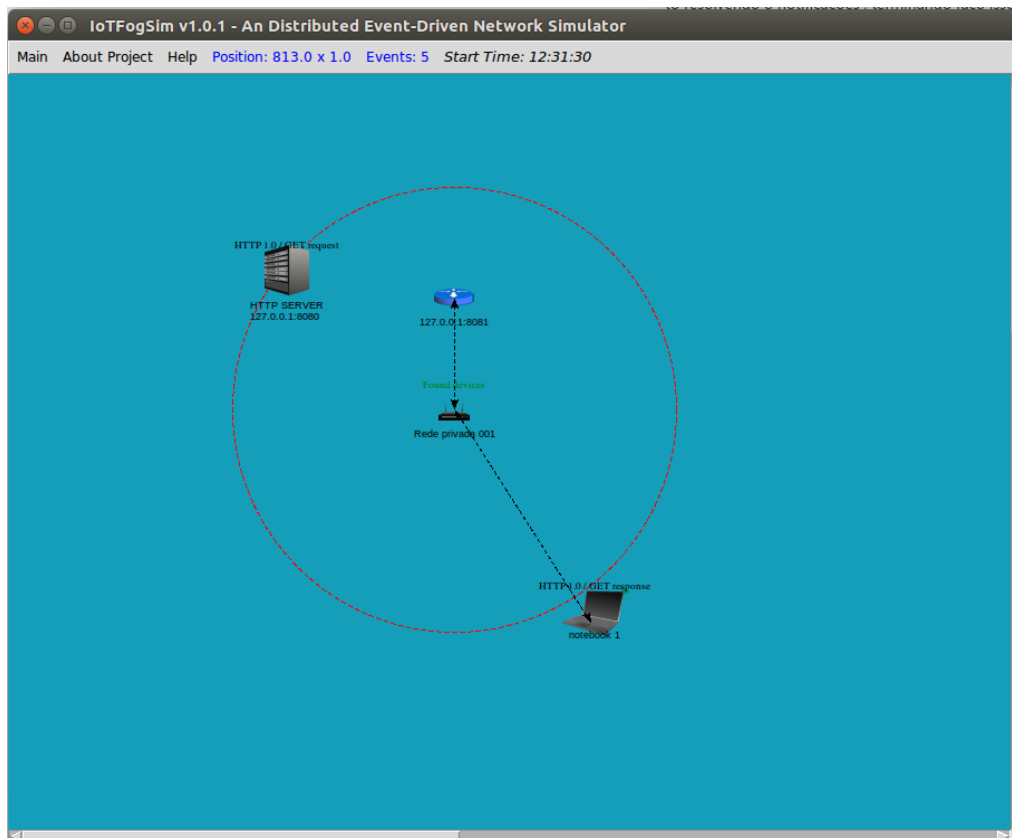 IoTFogSim v1.0.1 - An Distributed Event-Driven Network Simulator
Main About Project Help Position: 813.0 x 1.0 Events: 5 Start Time: 12:31:30
HTTP 1.0 / GET request
HTTP SERVER
127.0.0.1:8080
127.0.0.1:8081
Found devices
Rede privada 001
HTTP 1.0 / GET response
notebook 1